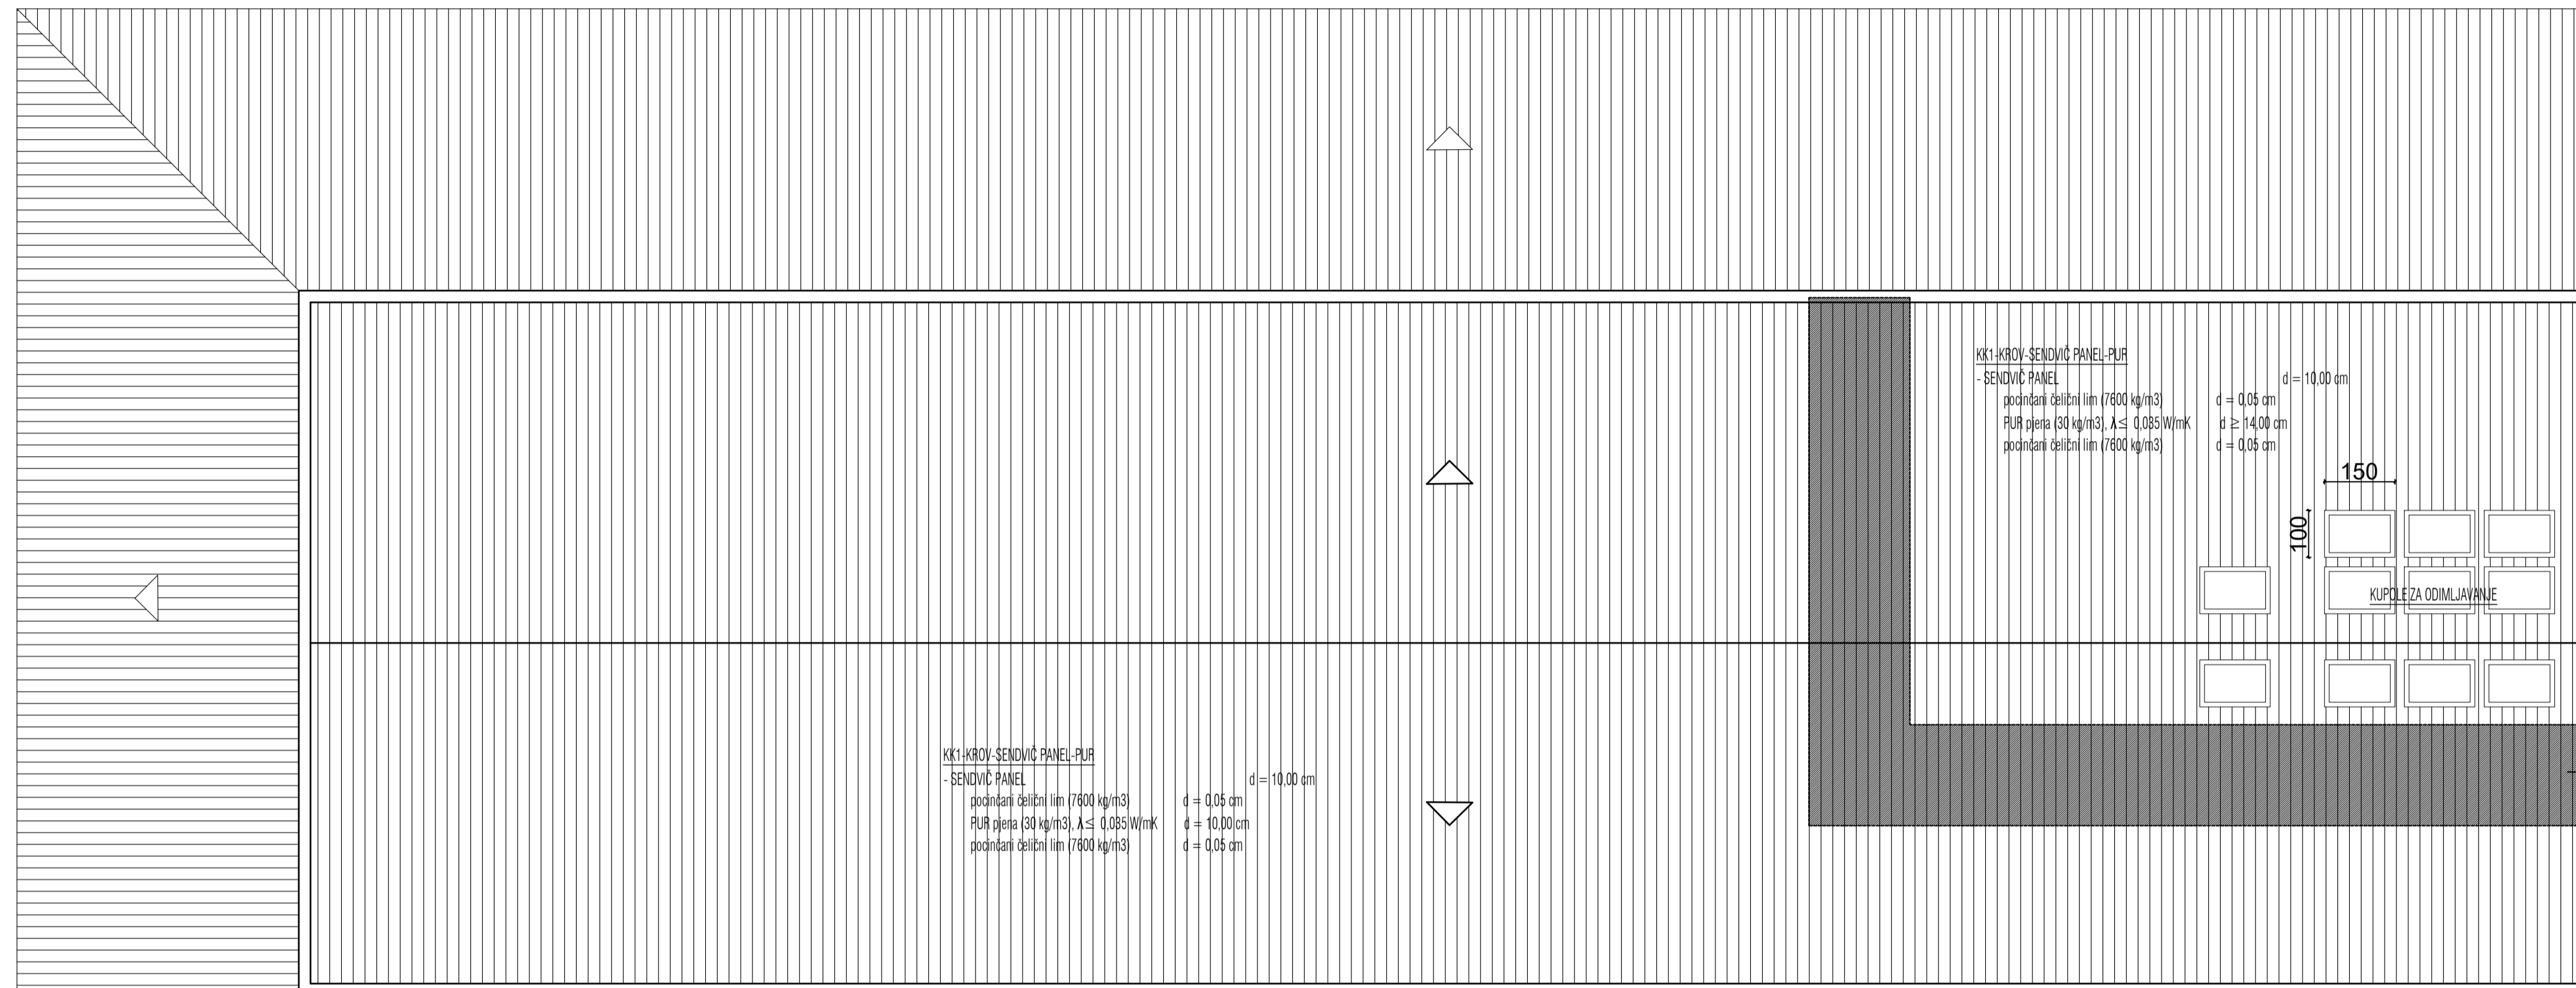 KK1-KROV-SENDVIČ PANEL-PUR
- SENDVIČ PANEL d = 10,00 cm
pocinčani čelični lim (7600 kg/m3) d = 0,05 cm
PUR pjena (30 kg/m3), λ ≤ 0,035 W/mK d ≥ 14,00 cm
pocinčani čelični lim (7600 kg/m3) d = 0,05 cm
150
100
KUPOLE ZA ODIMLJAVANJE
KK1-KROV-SENDVIČ PANEL-PUR
- SENDVIČ PANEL d = 10,00 cm
pocinčani čelični lim (7600 kg/m3) d = 0,05 cm
PUR pjena (30 kg/m3), λ ≤ 0,035 W/mK d = 10,00 cm
pocinčani čelični lim (7600 kg/m3) d = 0,05 cm